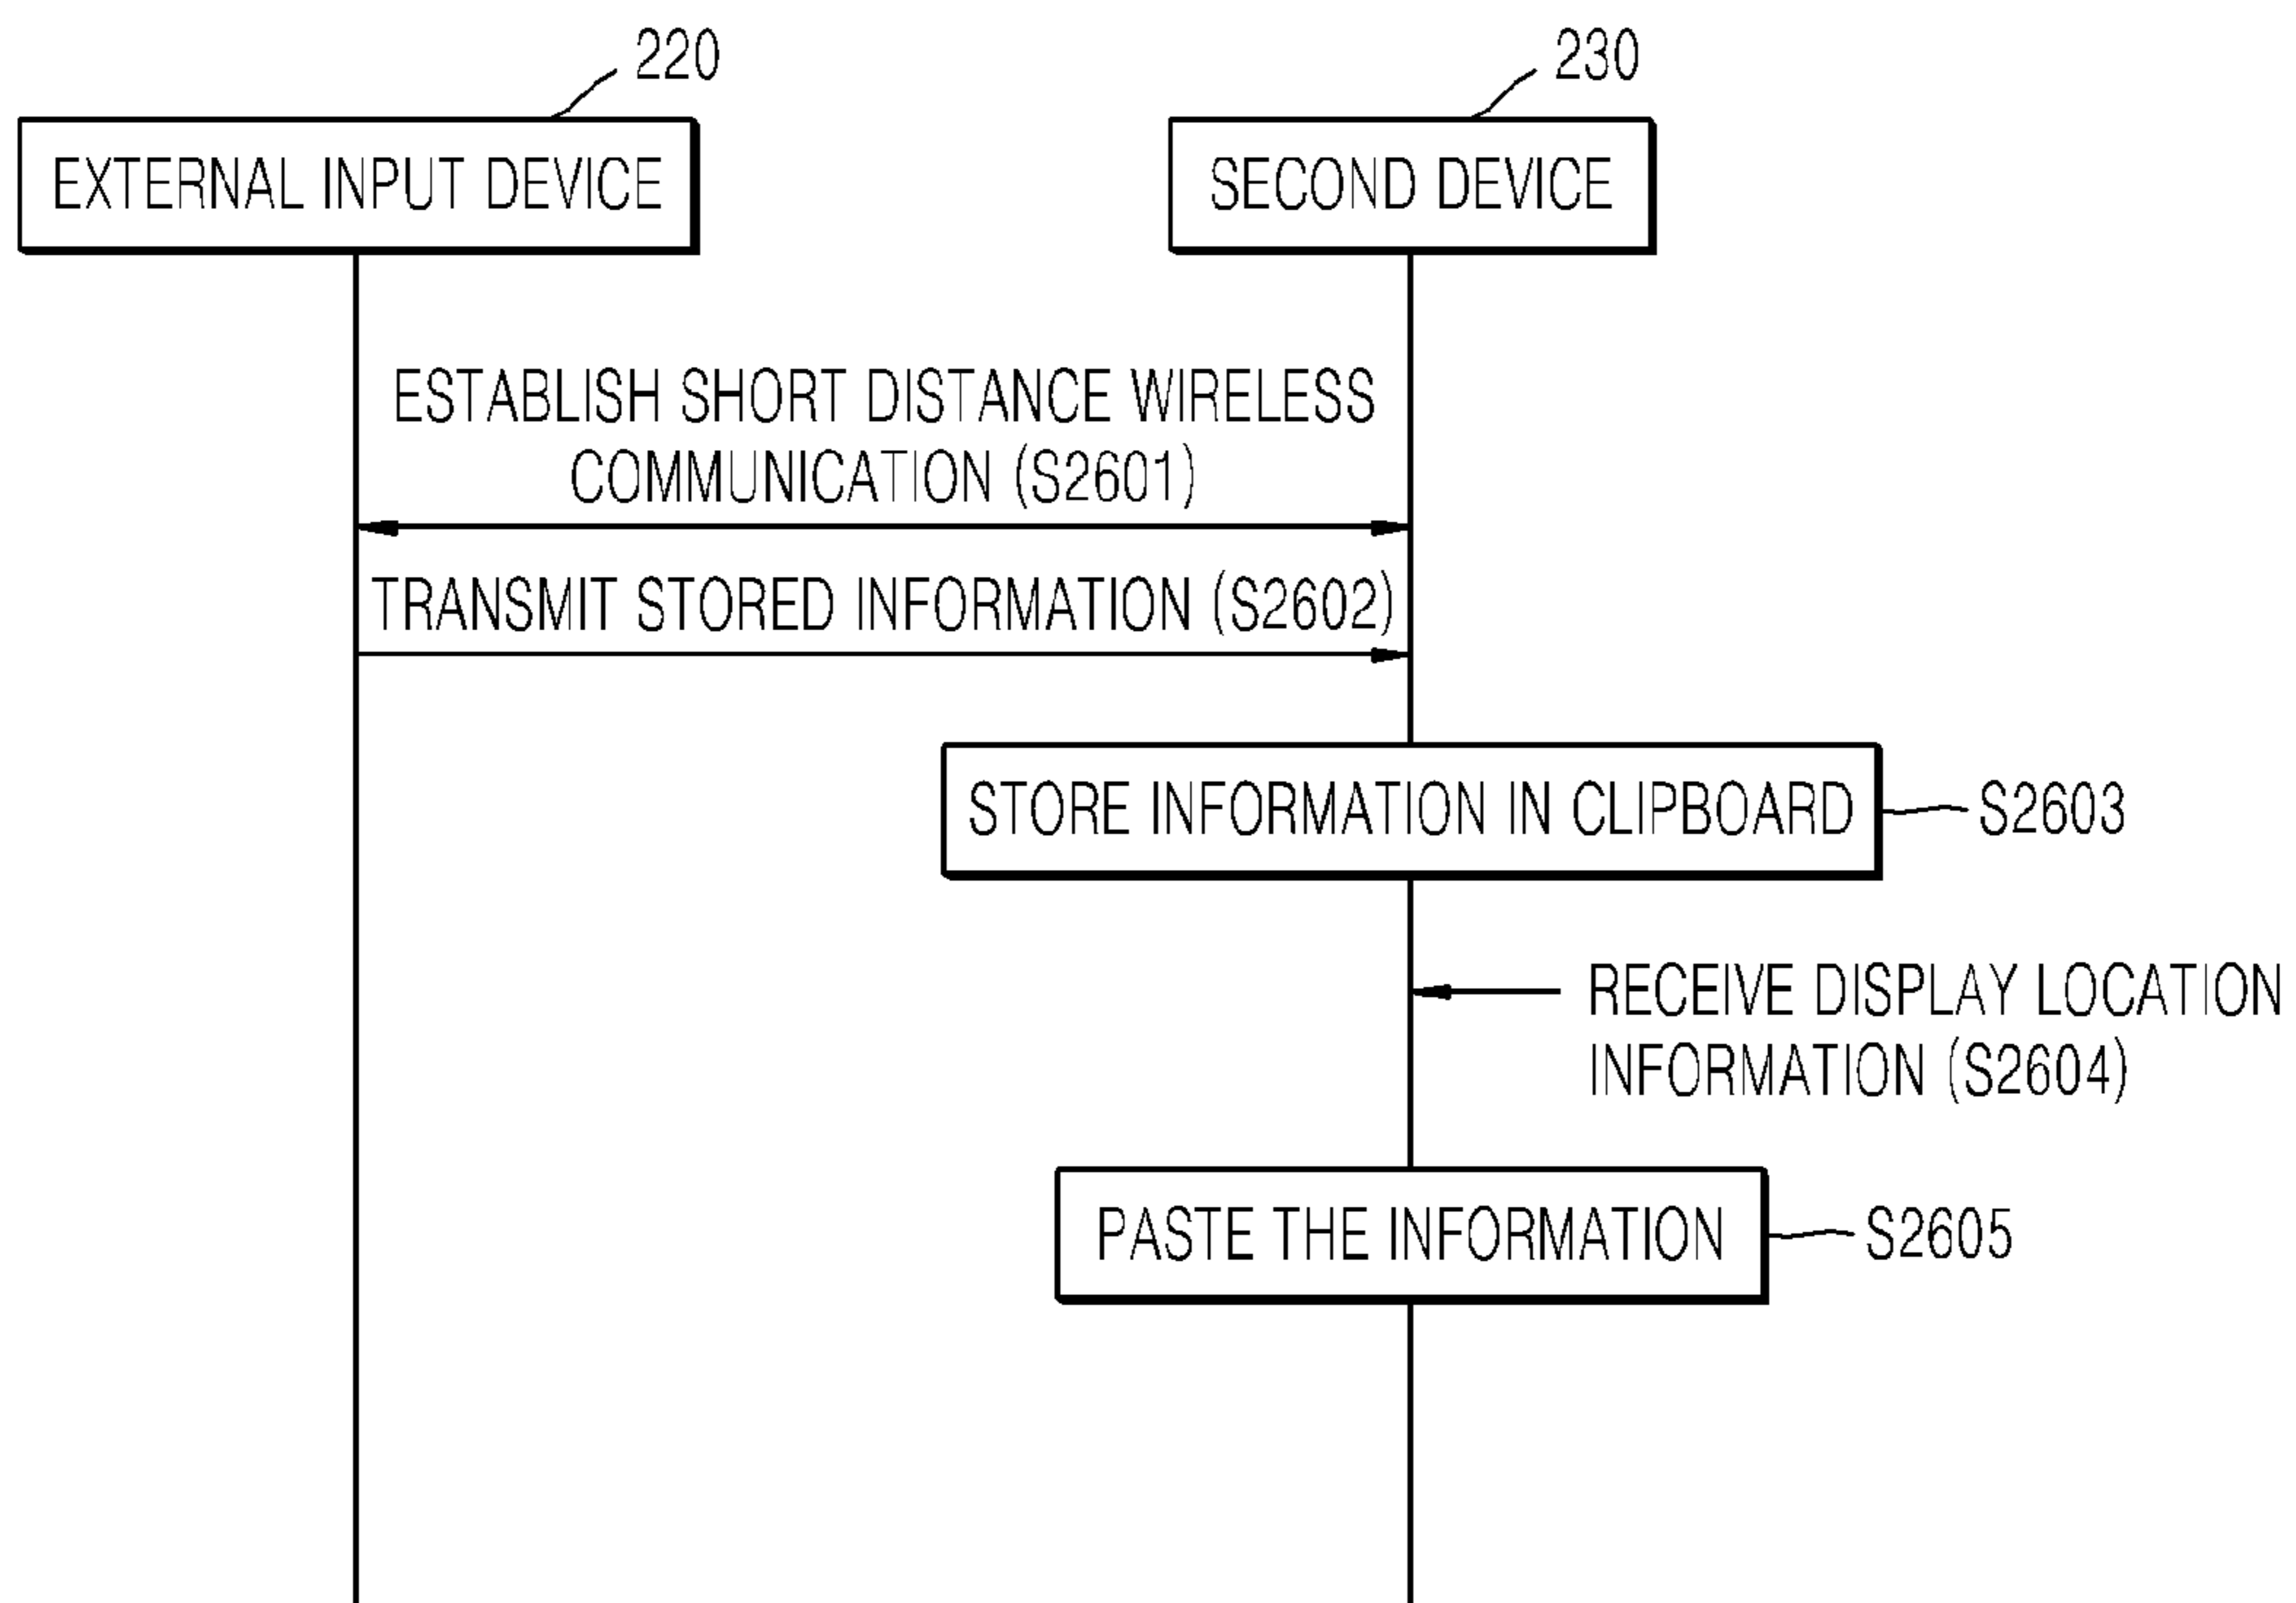 220
230
EXTERNAL INPUT DEVICE
SECOND DEVICE
ESTABLISH SHORT DISTANCE WIRELESS
COMMUNICATION (S2601)
TRANSMIT STORED INFORMATION (S2602)
STORE INFORMATION IN CLIPBOARD
S2603
RECEIVE DISPLAY LOCATION
INFORMATION (S2604)
PASTE THE INFORMATION
S2605